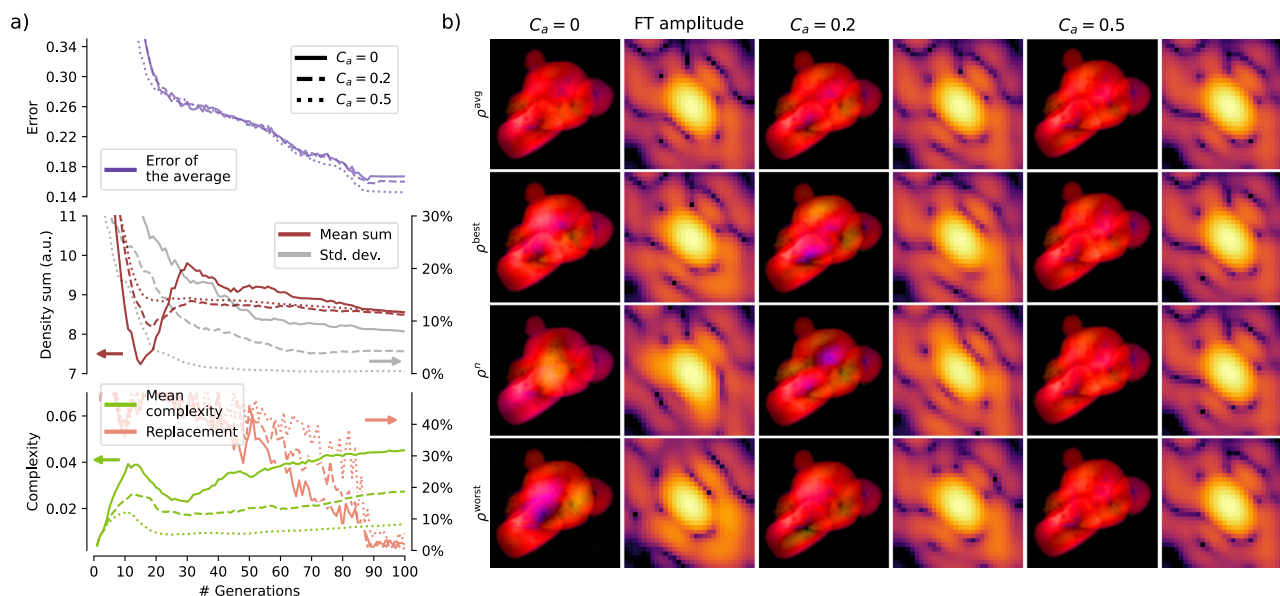 a)
0.34
0.30
0.26
0.22
0.18
0.14
Error
C_a = 0
C_a = 0.2
C_a = 0.5
Error of
the average
11
10
9
8
7
Density sum (a.u.)
30%
20%
10%
0%
Mean sum
Std. dev.
0.06
0.04
0.02
Complexity
40%
30%
20%
10%
0%
Mean
complexity
Replacement
0 10 20 30 40 50 60 70 80 90 100
# Generations
b)
C_a = 0 FT amplitude C_a = 0.2 C_a = 0.5
ρ^avg
ρ^best
ρ^n
ρ^worst